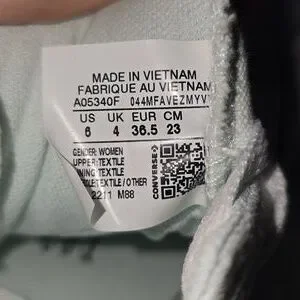 MADE IN VIETNAM
FABRIQUE AU VIETNAM
A05340F 044MFAVEZMYV
US UK EUR CM
6 4 36.5 23
GENDER: WOMEN
UPPER: TEXTILE
TEXTILE
TEXTILE / OTHER
2211 M88
CONVERSE